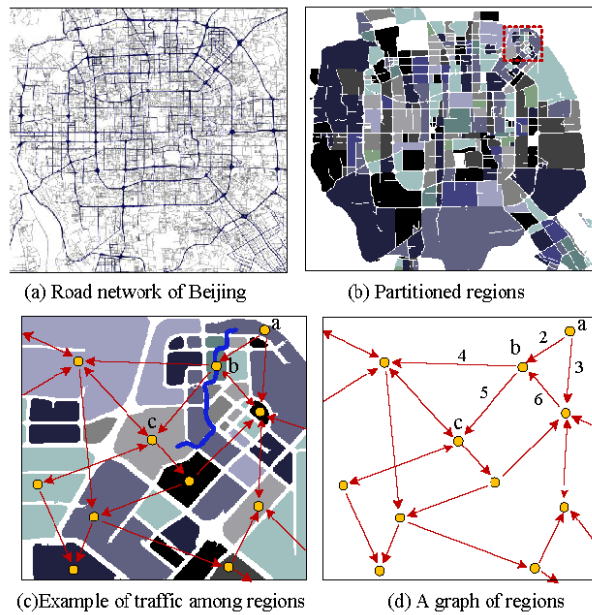 (a) Road network of Beijing
(b) Partitioned regions
a
b
c
(c)Example of traffic among regions
a
2
b
4
3
5
6
c
(d) A graph of regions